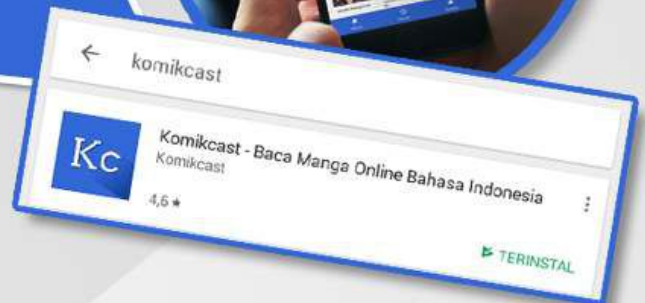 komikcast
Kc
Komikcast - Baca Manga Online Bahasa Indonesia
Komikcast
4,6 ★
TERINSTAL